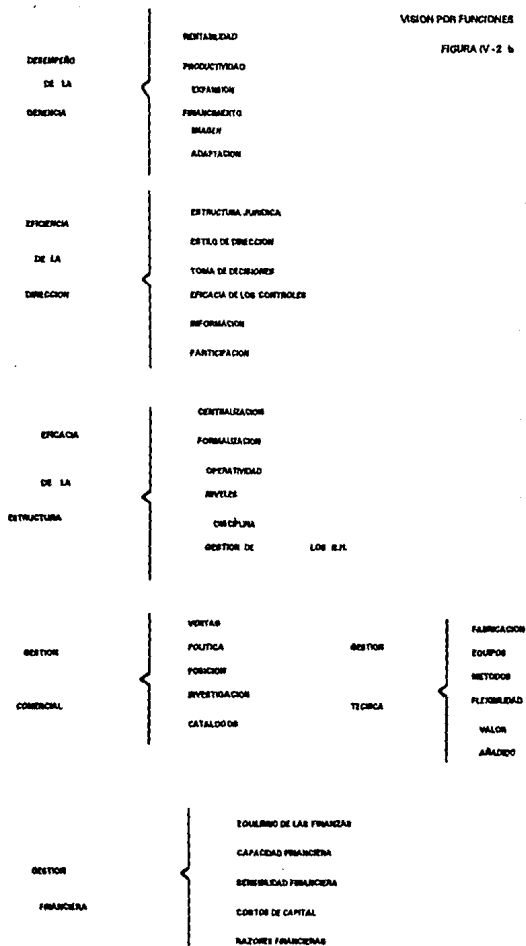 VISION POR FUNCIONES
FIGURA IV-2 b
DESEMPEÑO
DE LA
GERENCIA
RENTABILIDAD
PRODUCTIVIDAD
EXPANSION
FINANCIMENTO
IMAGEN
ADAPTACION
EFICIENCIA
DE LA
DIRECCION
ESTRUCTURA JURIDICA
ESTILO DE DIRECCION
TOMA DE DECISIONES
EFICACIA DE LOS CONTROLES
INFORMACION
PARTICIPACION
EFICACIA
DE LA
ESTRUCTURA
CENTRALIZACION
FORMALIZACION
OPERATIVIDAD
NIVELES
DISCIPLINA
GESTION DE LOS R.H.
GESTION
COMERCIAL
VENTAS
POLITICA
POSICION
INVESTIGACION
CATALOGOS
GESTION
TECNICA
FABRICACION
EQUIPOS
METODOS
FLEXIBILIDAD
VALOR
AÑADIDO
GESTION
FINANCIERA
EQUILIBRIO DE LAS FINANZAS
CAPACIDAD FINANCIERA
SENSIBILIDAD FINANCIERA
COSTOS DE CAPITAL
RAZONES FINANCIERAS